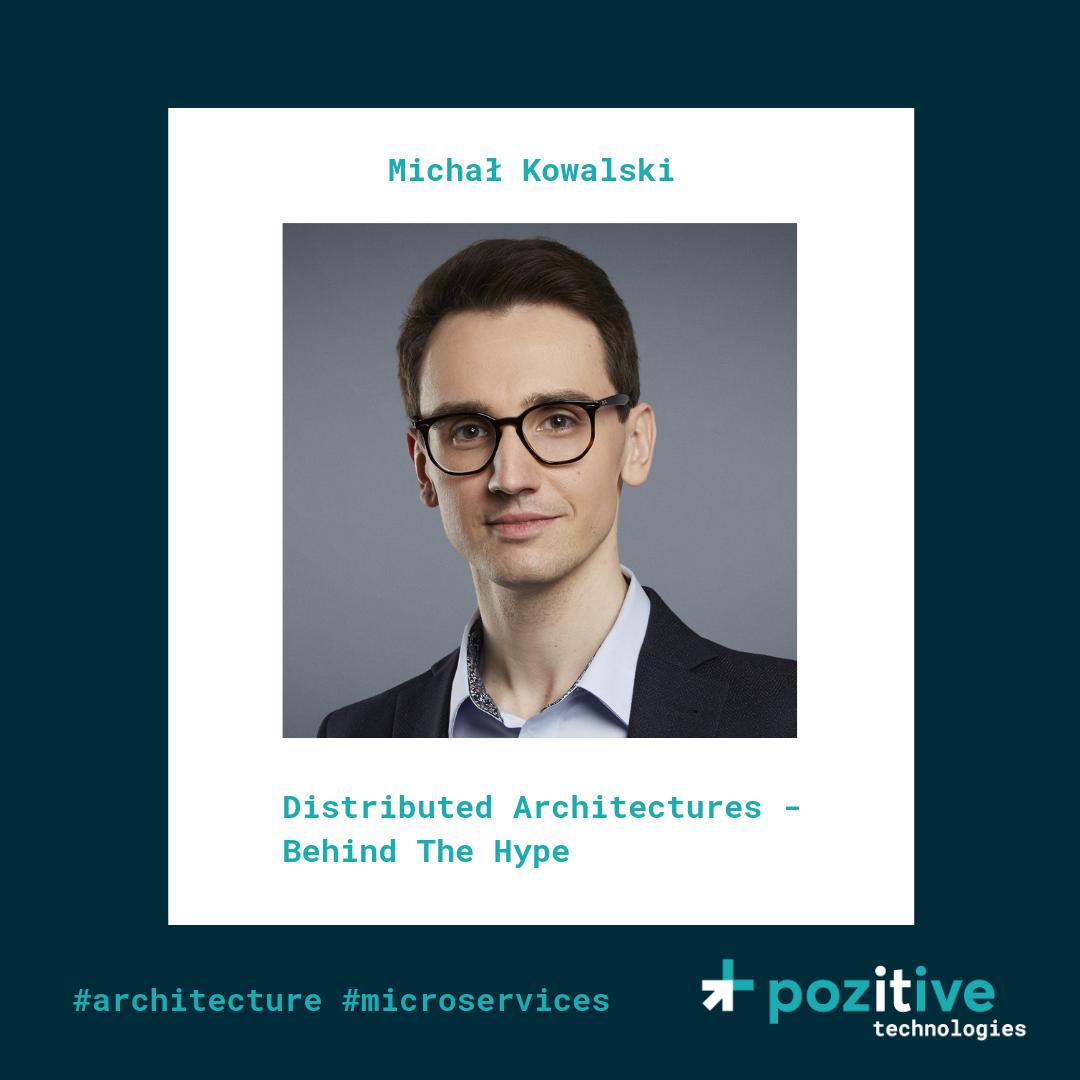 Michał Kowalski
Distributed Architectures -
Behind The Hype
#architecture #microservices
pozitive
technologies